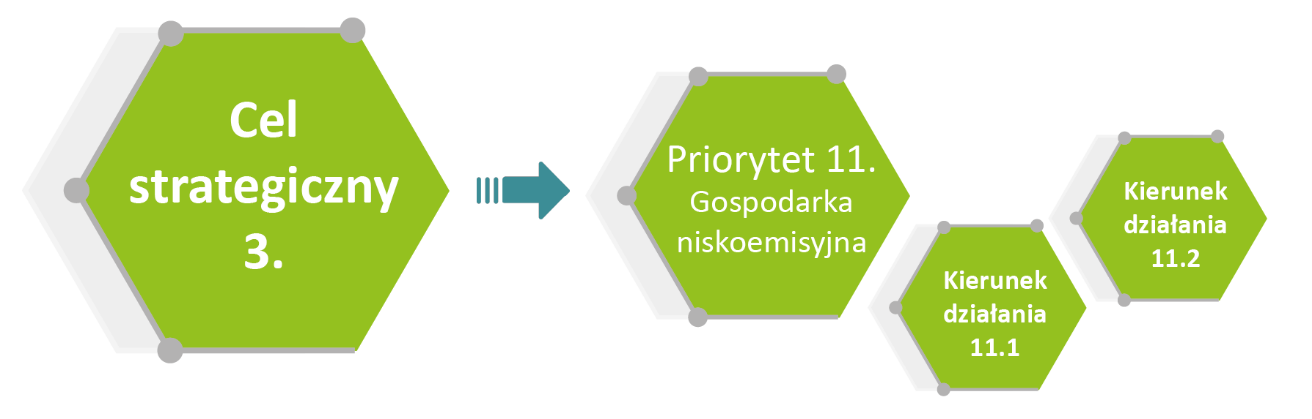 Cel
strategiczny
3.
Priorytet 11.
Gospodarka
niskoemisyjna
Kierunek
działania
11.1
Kierunek
działania
11.2